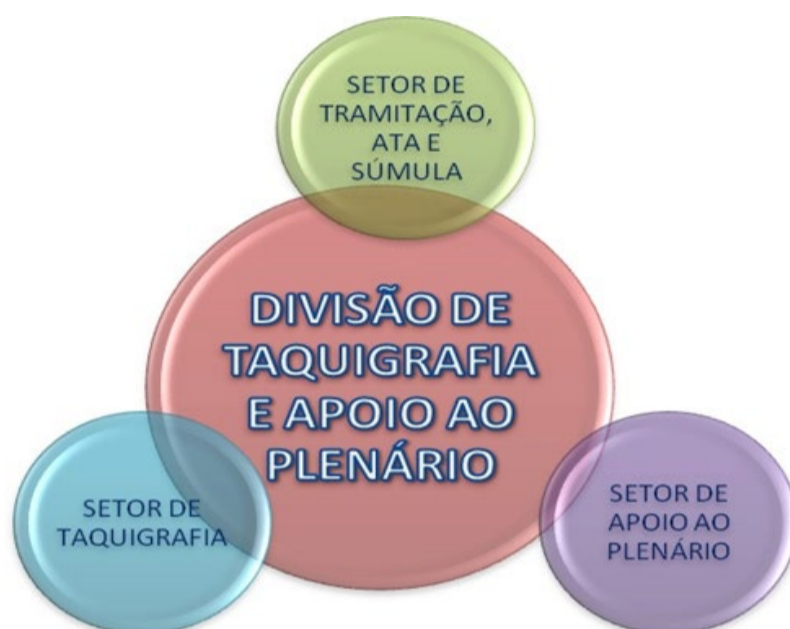 SETOR DE
TRAMITAÇÃO,
ATA E
SÚMULA
DIVISÃO DE
TAQUIGRAFIA
E APOIO AO
PLENÁRIO
SETOR DE
TAQUIGRAFIA
SETOR DE
APOIO AO
PLENÁRIO